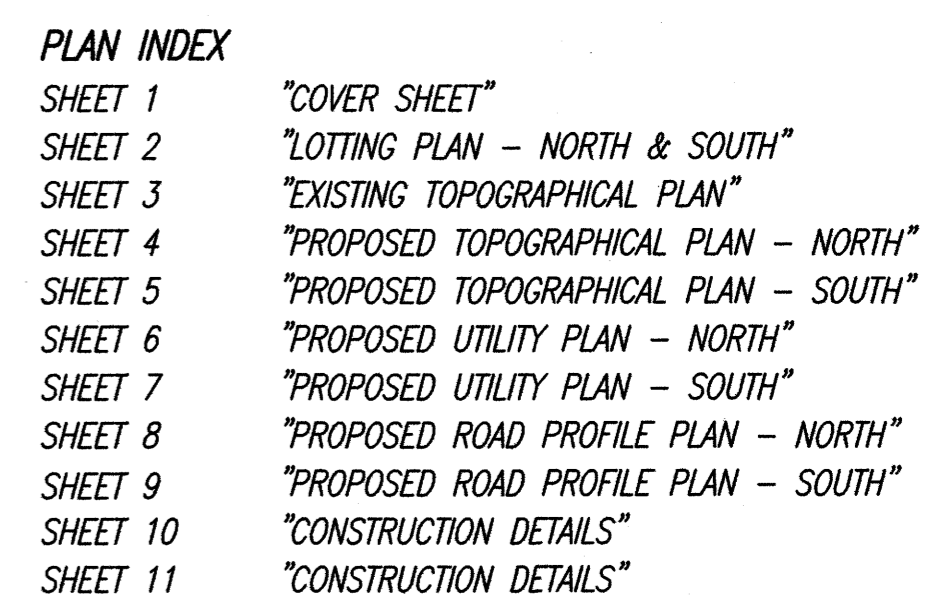 PLAN INDEX
SHEET 1 "COVER SHEET"
SHEET 2 "LOTTING PLAN – NORTH & SOUTH"
SHEET 3 "EXISTING TOPOGRAPHICAL PLAN"
SHEET 4 "PROPOSED TOPOGRAPHICAL PLAN – NORTH"
SHEET 5 "PROPOSED TOPOGRAPHICAL PLAN – SOUTH"
SHEET 6 "PROPOSED UTILITY PLAN – NORTH"
SHEET 7 "PROPOSED UTILITY PLAN – SOUTH"
SHEET 8 "PROPOSED ROAD PROFILE PLAN – NORTH"
SHEET 9 "PROPOSED ROAD PROFILE PLAN – SOUTH"
SHEET 10 "CONSTRUCTION DETAILS"
SHEET 11 "CONSTRUCTION DETAILS"